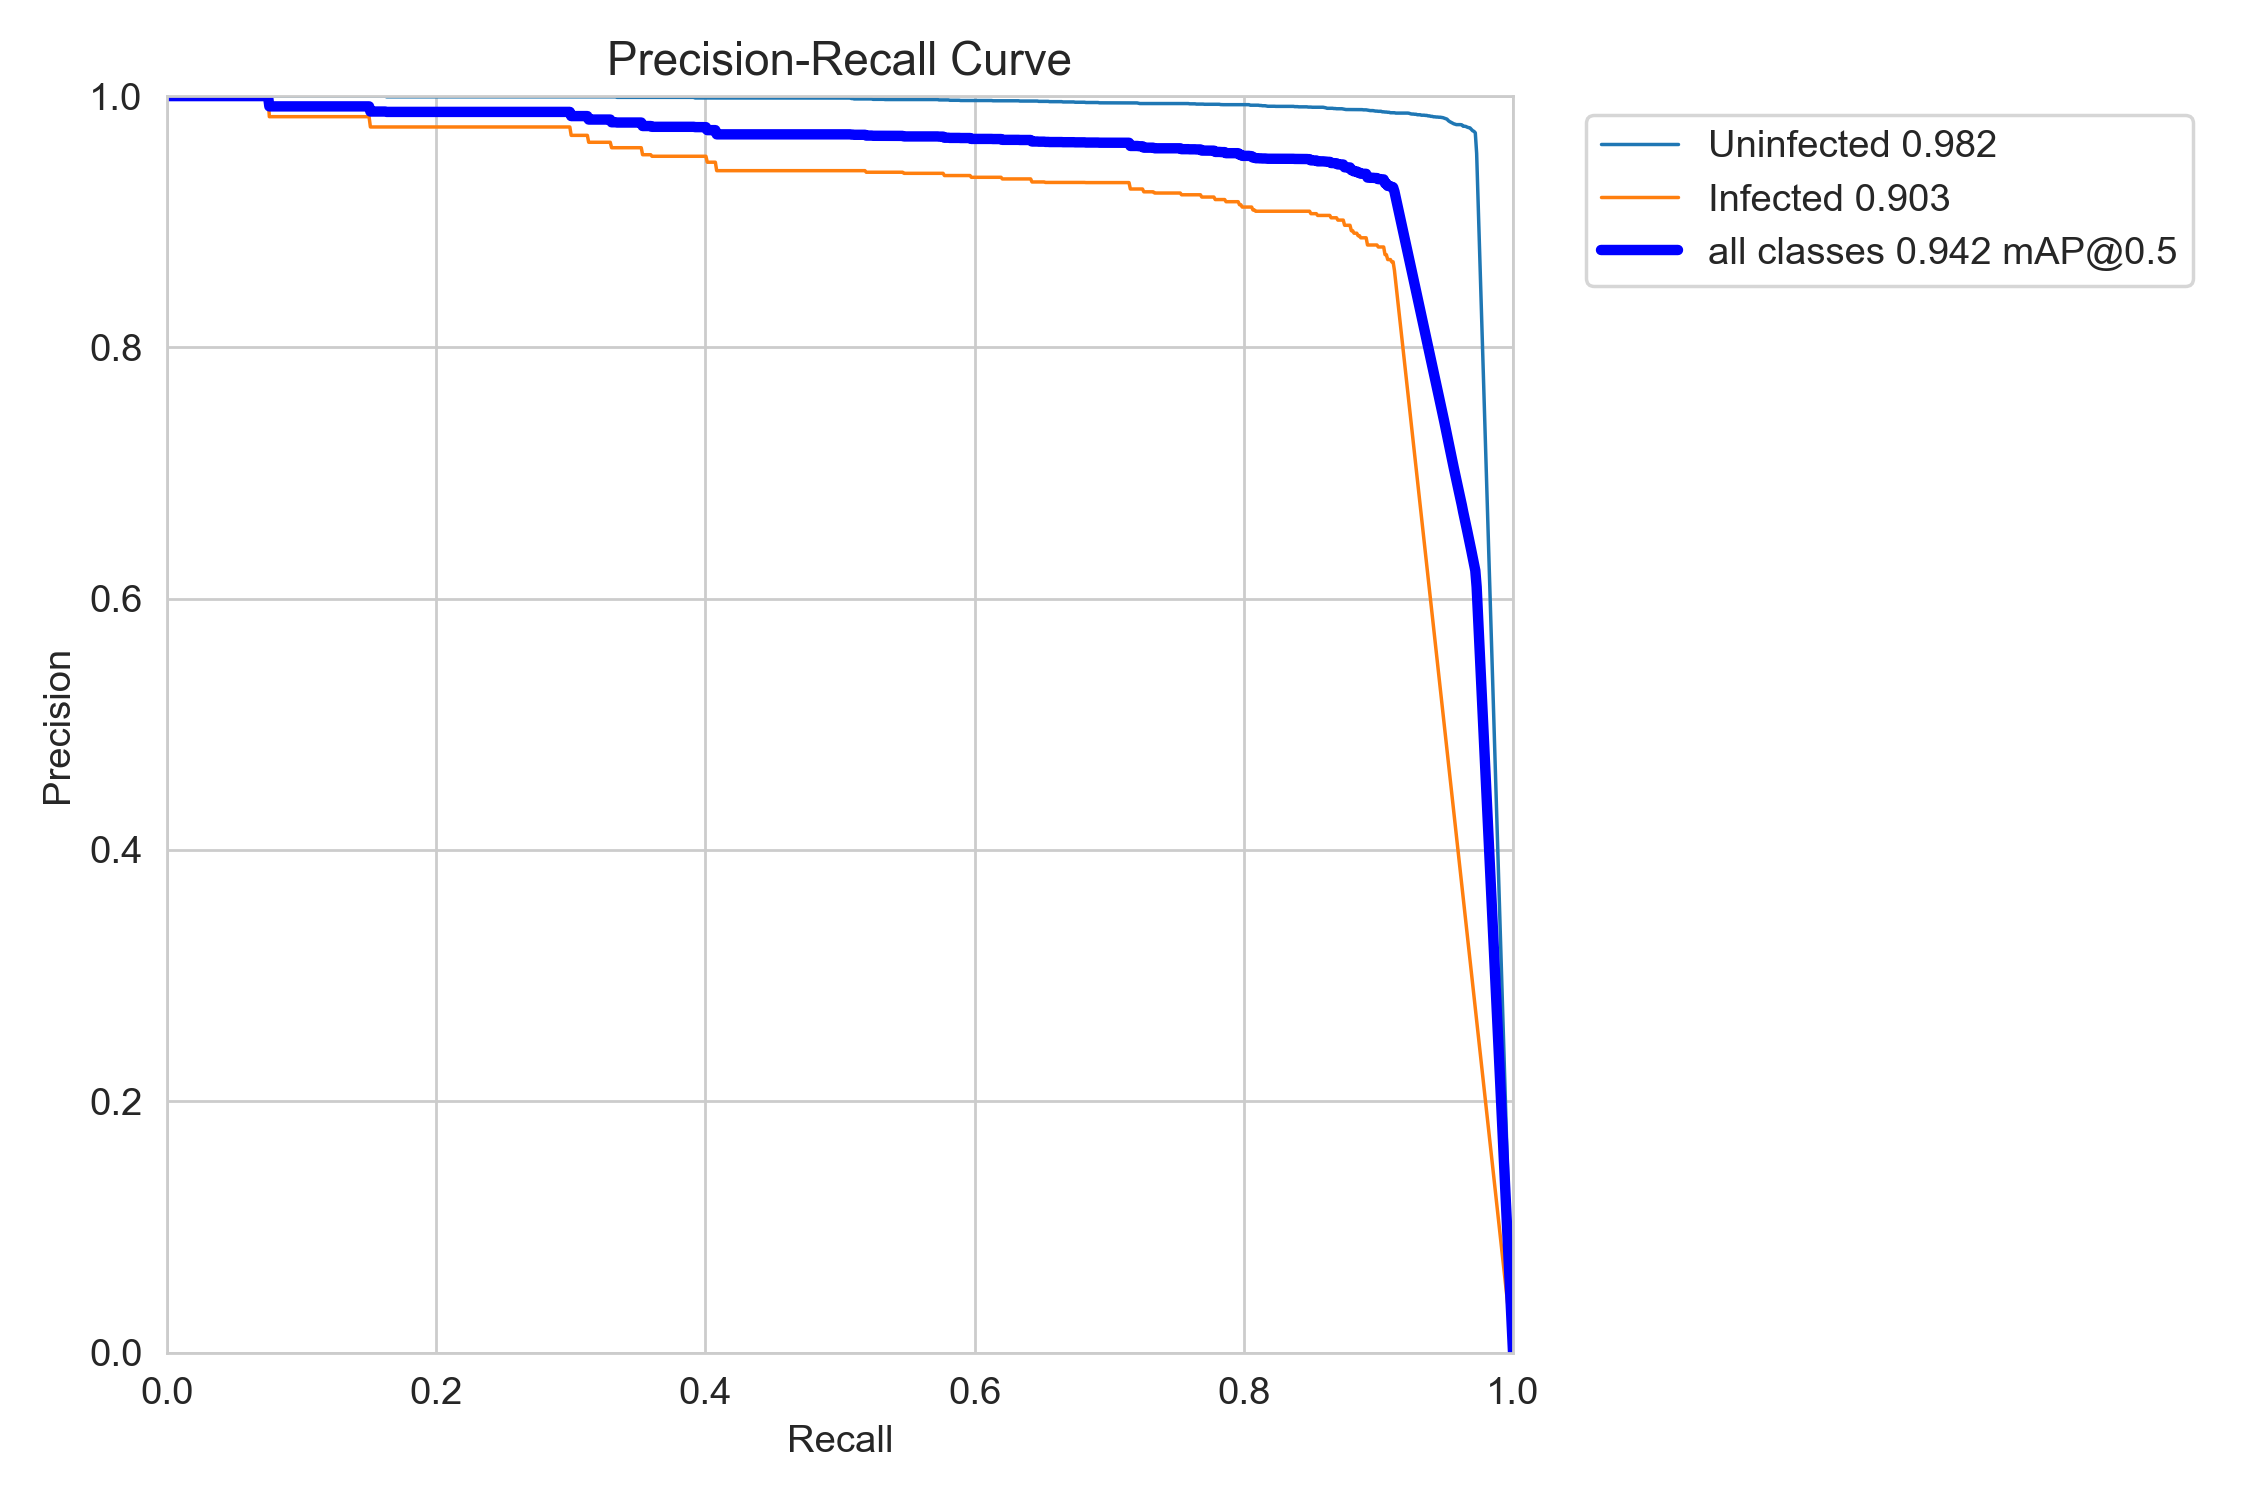 Precision-Recall Curve
1.0
0.8
0.6
0.4
0.2
0.0
Precision
0.0 0.2 0.4 0.6 0.8 1.0
Recall
Uninfected 0.982
Infected 0.903
all classes 0.942 mAP@0.5